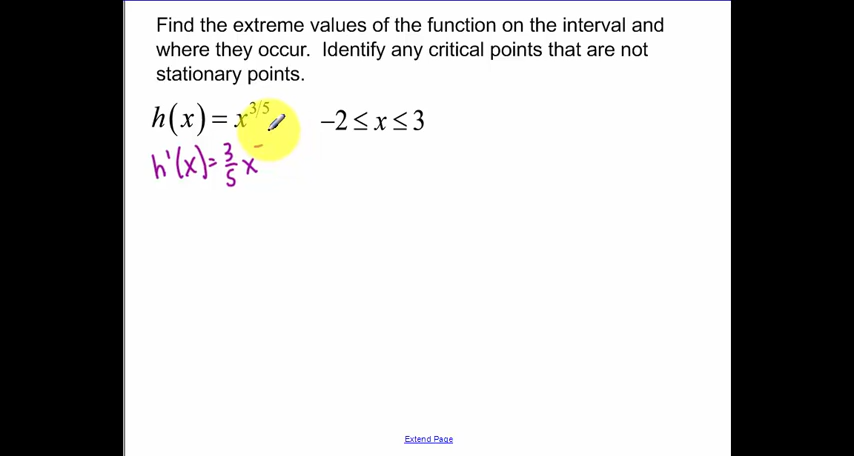 Find the extreme values of the function on the interval and
where they occur. Identify any critical points that are not
stationary points.
h(x) = x^{3/5} −2 ≤ x ≤ 3
h'(x) = \frac{3}{5} x^{-}
Extend Page